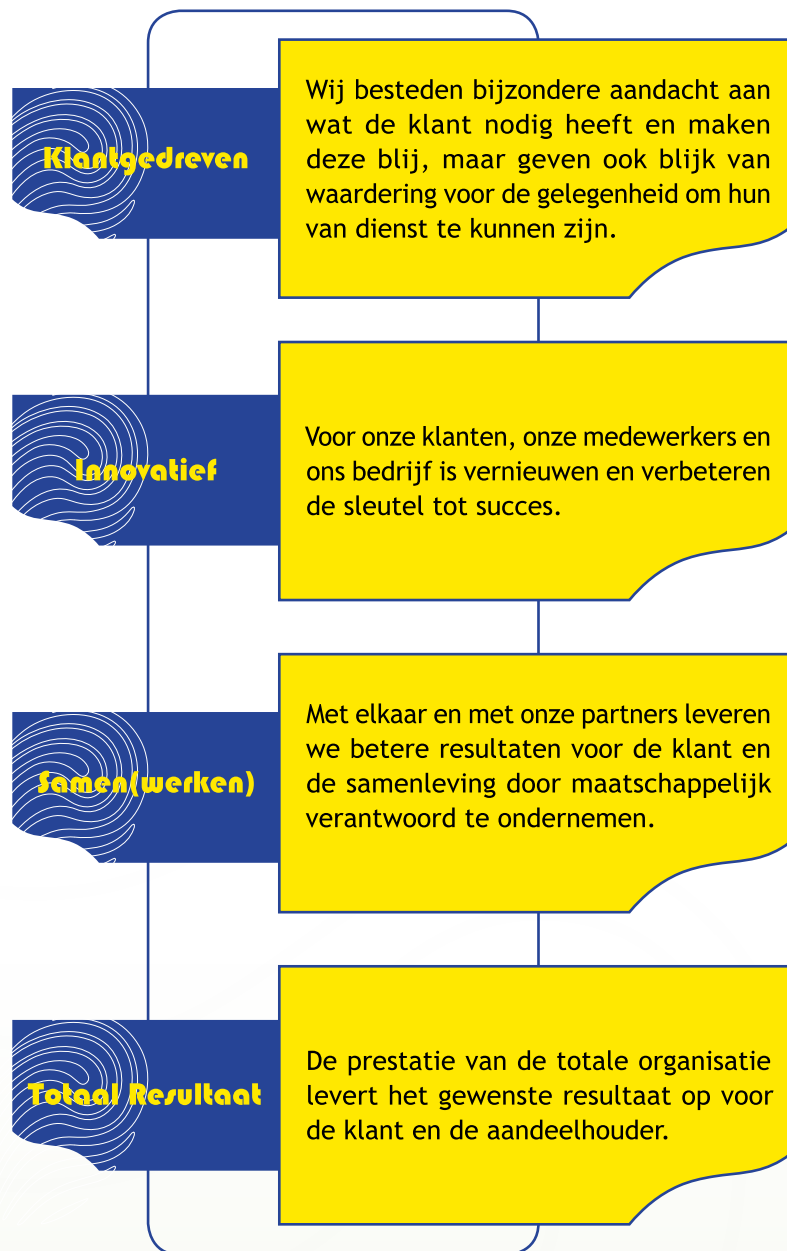 Klantgedreven
Wij besteden bijzondere aandacht aan
wat de klant nodig heeft en maken
deze blij, maar geven ook blijk van
waardering voor de gelegenheid om hun
van dienst te kunnen zijn.
Innovatief
Voor onze klanten, onze medewerkers en
ons bedrijf is vernieuwen en verbeteren
de sleutel tot succes.
Samen(werken)
Met elkaar en met onze partners leveren
we betere resultaten voor de klant en
de samenleving door maatschappelijk
verantwoord te ondernemen.
Totaal Resultaat
De prestatie van de totale organisatie
levert het gewenste resultaat op voor
de klant en de aandeelhouder.